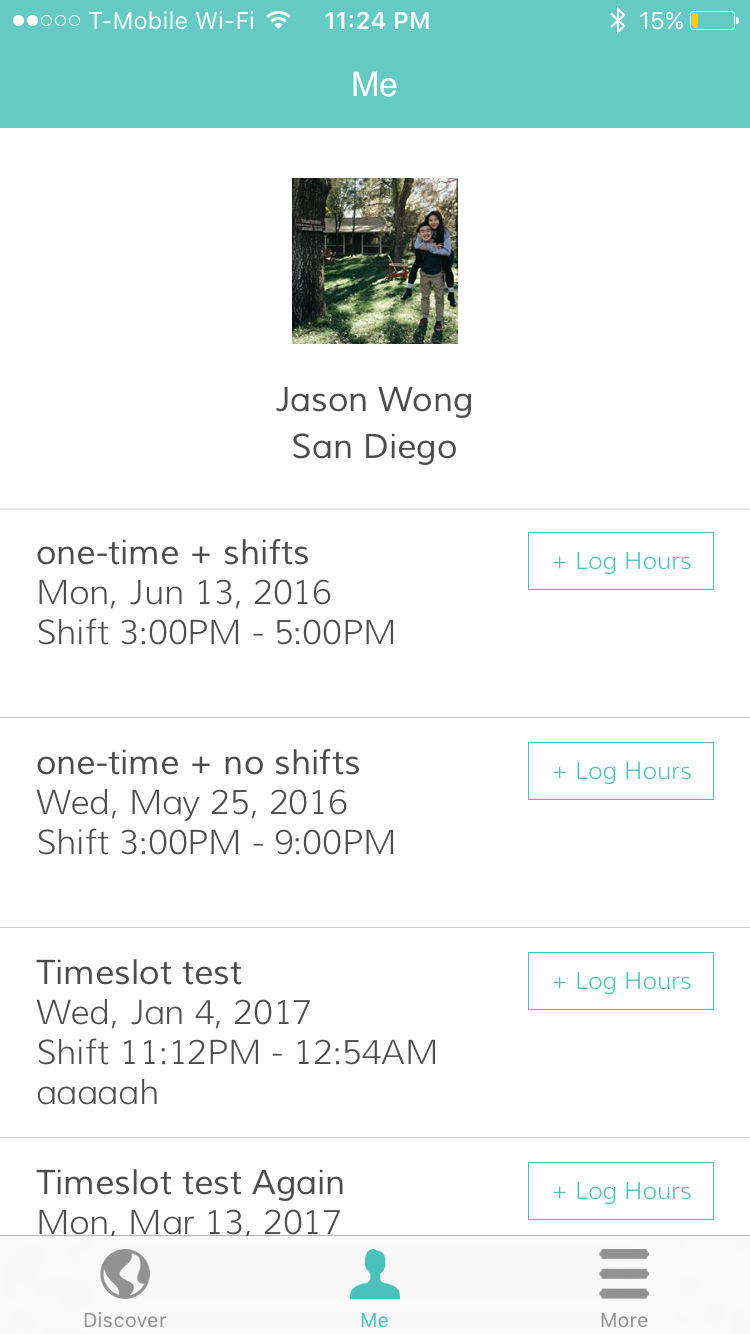 T-Mobile Wi-Fi 11:24 PM 15%
Me
Jason Wong
San Diego
one-time + shifts
+ Log Hours
Mon, Jun 13, 2016
Shift 3:00PM - 5:00PM
one-time + no shifts
+ Log Hours
Wed, May 25, 2016
Shift 3:00PM - 9:00PM
Timeslot test
+ Log Hours
Wed, Jan 4, 2017
Shift 11:12PM - 12:54AM
aaaaah
Timeslot test Again
+ Log Hours
Mon, Mar 13, 2017
Discover Me More